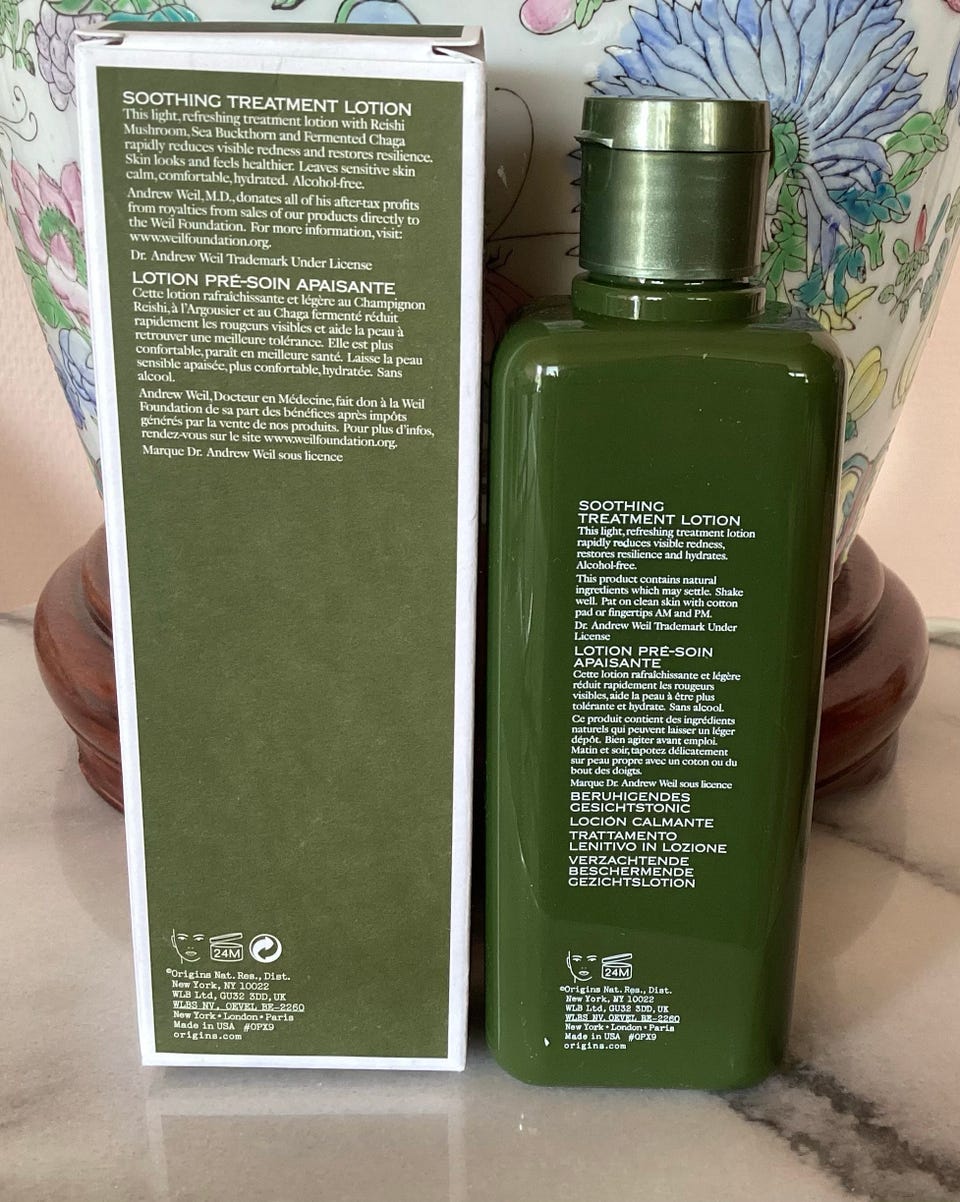 SOOTHING TREATMENT LOTION
This light, refreshing treatment lotion with Reishi
Mushroom, Sea Buckthorn and Fermented Chaga
rapidly reduces visible redness and restores resilience.
Skin looks and feels healthier. Leaves sensitive skin
calm, comfortable, hydrated. Alcohol-free.
Andrew Weil, M.D., donates all of his after-tax profits
from royalties from sales of our products directly to
the Weil Foundation. For more information, visit:
www.weilfoundation.org.
Dr. Andrew Weil Trademark Under License
LOTION PRÉ-SOIN APAISANTE
Cette lotion rafraîchissante et légère au Champignon
Reishi, à l'Argousier et au Chaga fermenté réduit
rapidement les rougeurs visibles et aide la peau à
retrouver une meilleure tolérance. Elle est plus
confortable, paraît en meilleure santé. Laisse la peau
sensible apaisée, plus confortable, hydratée. Sans
alcool.
Andrew Weil, Docteur en Médecine, fait don à la Weil
Foundation de sa part des bénéfices après impôts
générés par la vente de nos produits. Pour plus d'infos,
rendez-vous sur le site www.weilfoundation.org.
Marque Dr. Andrew Weil sous licence
24M
©Origins Nat. Res., Dist.
New York, NY 10022
WLB Ltd, GU32 3DD, UK
WLBS NV, OEVEL BE-2260
New York • London • Paris
Made in USA #0PX9
origins.com
SOOTHING
TREATMENT LOTION
This light, refreshing treatment lotion
rapidly reduces visible redness,
restores resilience and hydrates.
Alcohol-free.
This product contains natural
ingredients which may settle. Shake
well. Pat on clean skin with cotton
pad or fingertips AM and PM.
Dr. Andrew Weil Trademark Under
License
LOTION PRÉ-SOIN
APAISANTE
Cette lotion rafraîchissante et légère
réduit rapidement les rougeurs
visibles, aide la peau à être plus
tolérante et hydrate. Sans alcool.
Ce produit contient des ingrédients
naturels qui peuvent laisser un léger
dépôt. Bien agiter avant emploi.
Matin et soir, tapotez délicatement
sur peau propre avec un coton ou du
bout des doigts.
Marque Dr. Andrew Weil sous licence
BERUHIGENDES
GESICHTSTONIC
LOCIÓN CALMANTE
TRATTAMENTO
LENITIVO IN LOZIONE
VERZACHTENDE
BESCHERMENDE
GEZICHTSLOTION
24M
©Origins Nat. Res., Dist.
New York, NY 10022
WLB Ltd, GU32 3DD, UK
WLBS NV, OEVEL BE-2260
New York • London • Paris
Made in USA #0PX9
origins.com